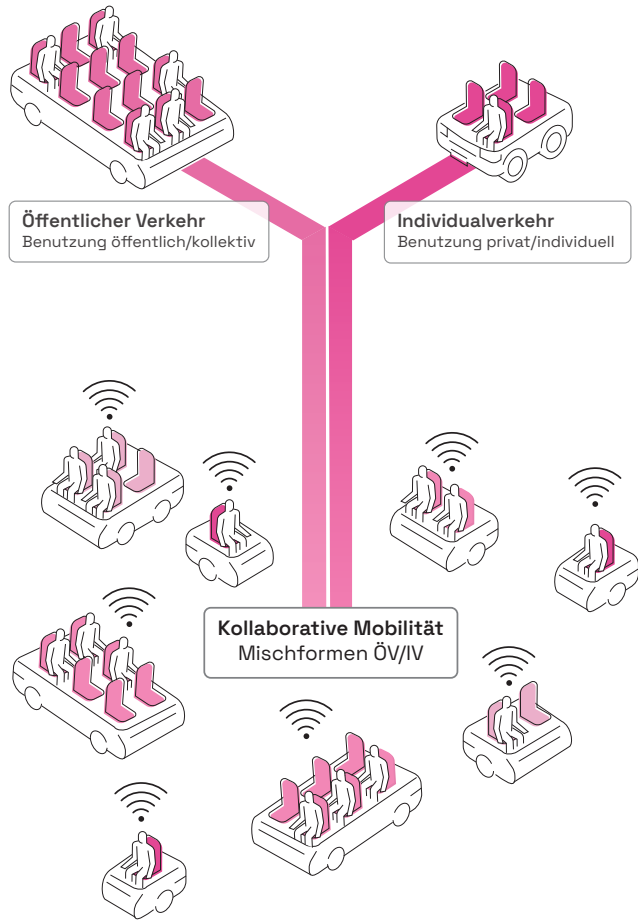 Öffentlicher Verkehr
Benutzung öffentlich/kollektiv
Individualverkehr
Benutzung privat/individuell
Kollaborative Mobilität
Mischformen ÖV/IV